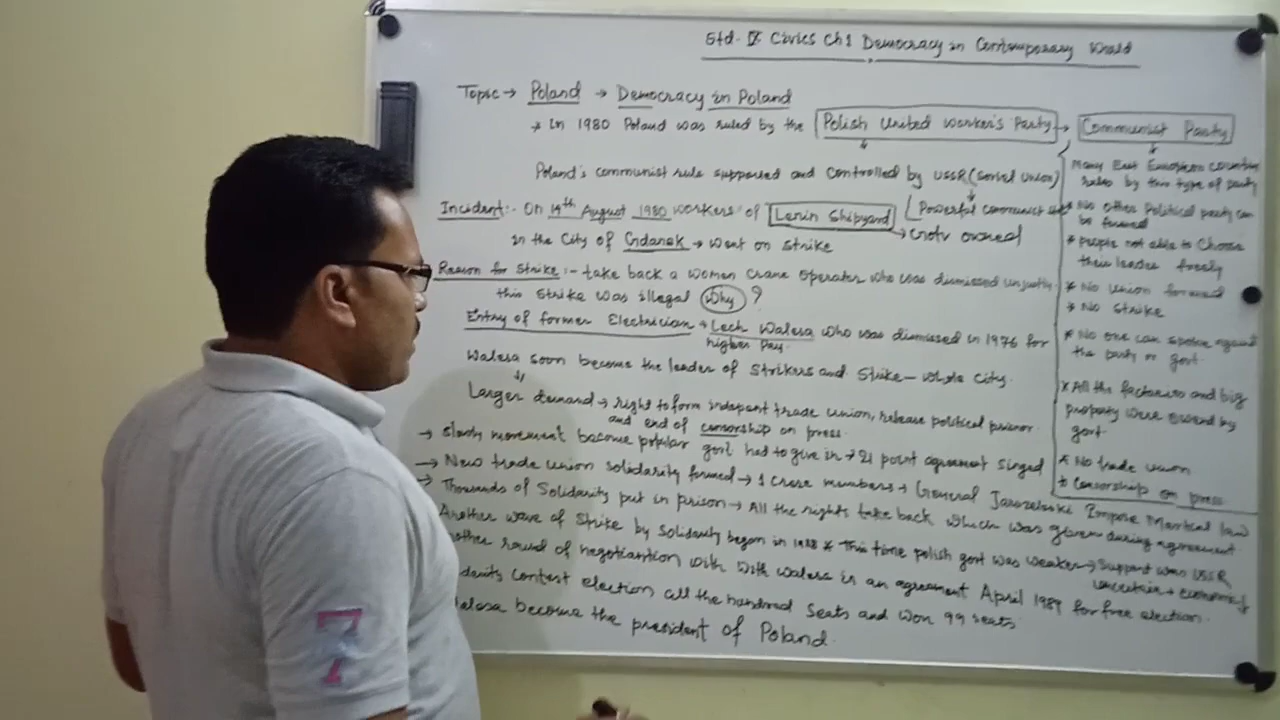 Std. IX Civics Ch 1 Democracy in Contemporary World
Topic → Poland → Democracy in Poland
* In 1980 Poland was ruled by the Polish United Worker's Party → Communist Party
Poland's communist rule supported and controlled by USSR (Soviet Union)
Powerful communist
Incident:- On 14th August 1980 workers of Lenin Shipyard → Gov owned
in the City of Gdansk → went on strike
Reason for Strike :- take back a women crane operator who was dismissed unjustly
this strike was illegal Why ?
Entry of former Electrician → Lech Walesa who was dismissed in 1976 for
higher pay.
Walesa soon become the leader of strikers and strike – whole city.
Larger demand → right to form indepant trade union, release political prisoner
and end of censorship on press.
→ Slowly movement become popular govt had to give in → 21 point agreement singed
→ New trade union solidarity formed → 1 crore members → General Jaruzelski Impose Martial law
→ Thousands of Solidarity put in prison → All the rights take back which was given during agreement
Another wave of strike by Solidarity began in 1988 * This time polish govt was weaker → Support from USSR
uncertain + economy
other round of negotiantion with with walesa in an agreement April 1989 for free election.
darity contest election all the hundred seats and won 99 seats
alesa become the president of Poland.
Many East European countries
rules by this type of party
* No other Political party can
be formed
* People not able to Choose
their leader freely
* No union formed
* No strike
* No one can spoke against
the party or govt.
* All the factories and big
property were owned by
govt
* No trade union
* Censorship on press